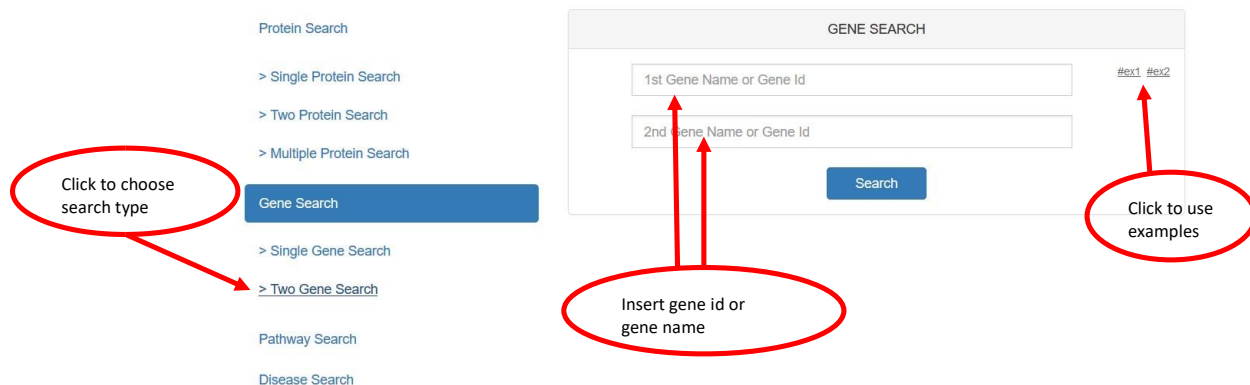 Protein Search
> Single Protein Search
> Two Protein Search
> Multiple Protein Search
Gene Search
> Single Gene Search
> Two Gene Search
Pathway Search
Disease Search
Click to choose
search type
GENE SEARCH
1st Gene Name or Gene Id
#ex1 #ex2
2nd Gene Name or Gene Id
Search
Click to use
examples
Insert gene id or
gene name